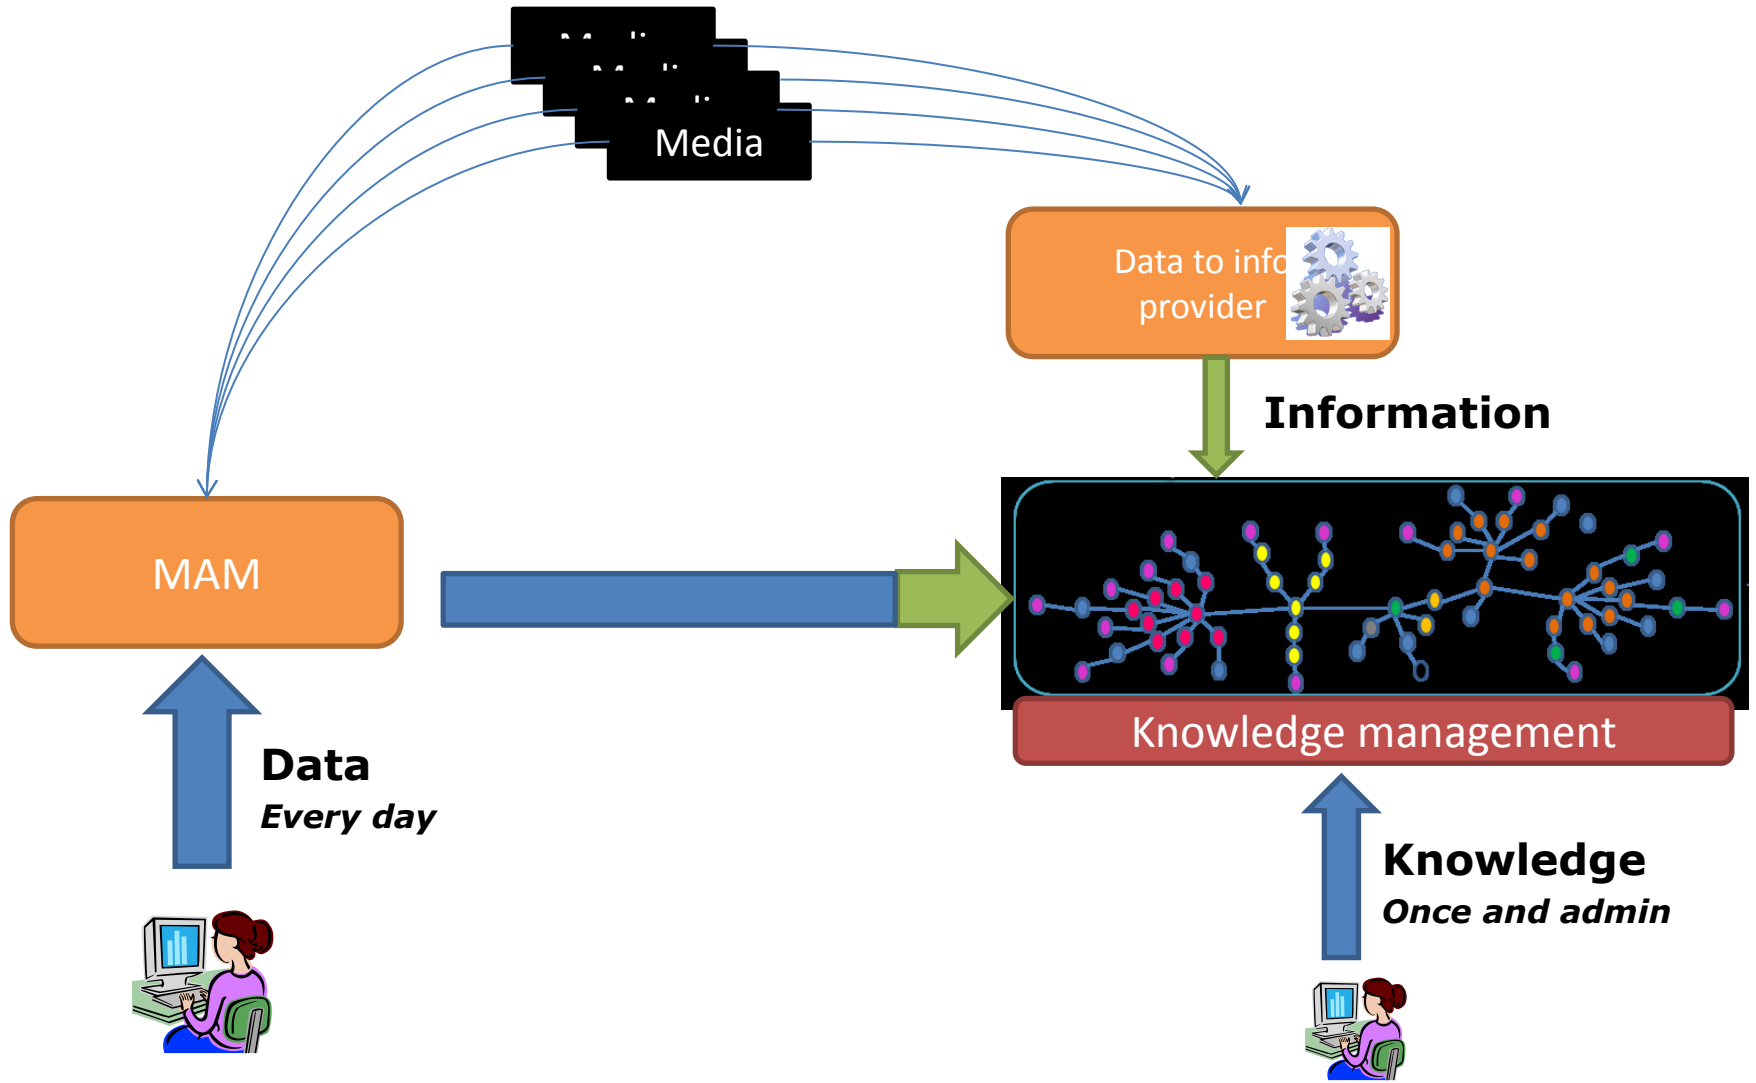 Media
Data to info
provider
Information
MAM
Knowledge management
Data
Every day
Knowledge
Once and admin